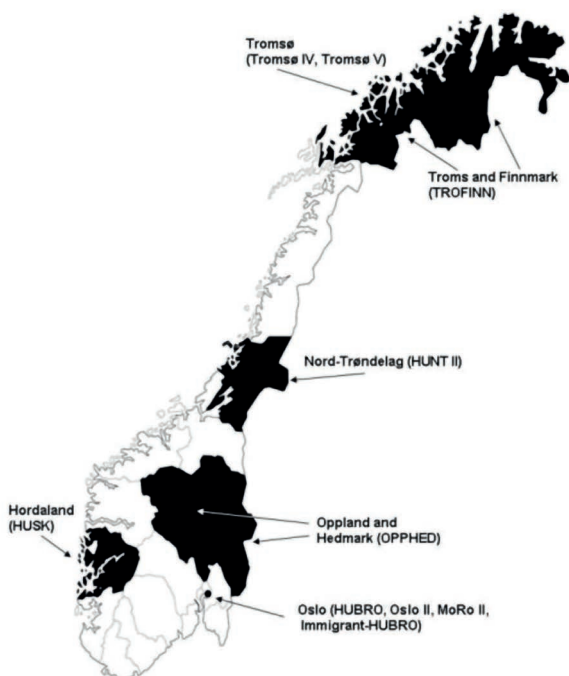 Tromsø
(Tromsø IV, Tromsø V)
Troms and Finnmark
(TROFINN)
Nord-Trøndelag (HUNT II)
Hordaland
(HUSK)
Oppland and
Hedmark (OPPHED)
Oslo (HUBRO, Oslo II, MoRo II,
Immigrant-HUBRO)